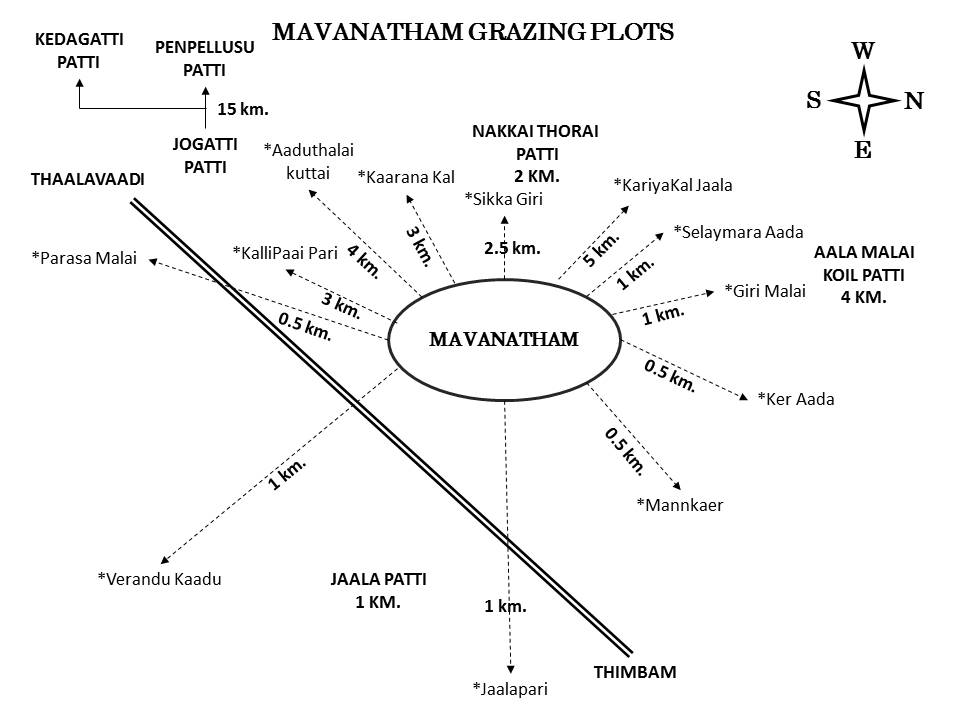 MAVANATHAM GRAZING PLOTS
KEDAGATTI
PATTI
PENPELLUSU
PATTI
15 km.
JOGATTI
PATTI
W
S
N
E
THAALAVAADI
*Aaduthalai
kuttai
*Kaarana Kal
NAKKAI THORAI
PATTI
2 KM.
*Sikka Giri
*KariyaKal Jaala
*Selaymara Aada
AALA MALAI
KOIL PATTI
4 KM.
*Parasa Malai
*KalliPaai Pari
4 km.
3 km.
2.5 km.
5 km.
1 km.
*Giri Malai
3 km.
0.5 km.
1 km.
MAVANATHAM
0.5 km.
*Ker Aada
0.5 km.
1 km.
*Mannkaer
*Verandu Kaadu
JAALA PATTI
1 KM.
1 km.
THIMBAM
*Jaalapari